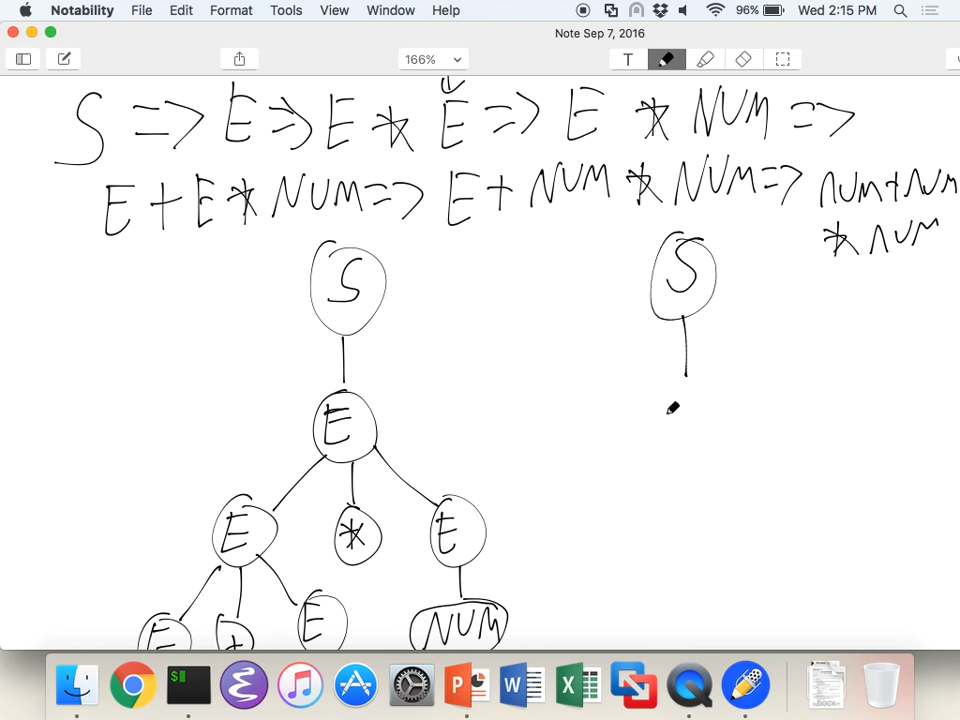 Notability File Edit Format Tools View Window Help 96% Wed 2:15 PM
Note Sep 7, 2016
166% T
S => E => E * E => E * NUM =>
E + E * NUM => E + NUM * NUM => NUM + NUM
* NUM
S S
E
E * E
E + E NUM
$
P W X